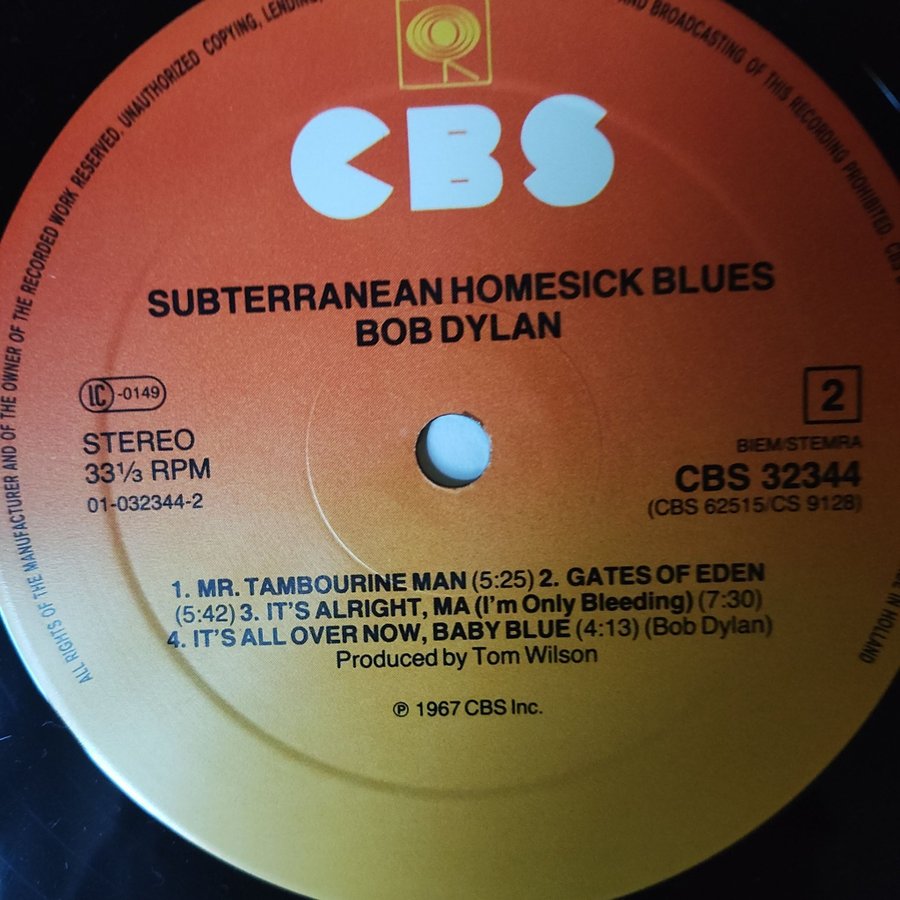 ALL RIGHTS OF THE MANUFACTURER AND OF THE OWNER OF THE RECORDED WORK RESERVED. UNAUTHORIZED COPYING, LENDING,
AND BROADCASTING OF THIS RECORDING PROHIBITED
IN HOLLAND
CBS
SUBTERRANEAN HOMESICK BLUES
BOB DYLAN
LC-0149
STEREO
33⅓ RPM
01-032344-2
2
BIEM/STEMRA
CBS 32344
(CBS 62515/CS 9128)
1. MR. TAMBOURINE MAN (5:25) 2. GATES OF EDEN
(5:42) 3. IT'S ALRIGHT, MA (I'm Only Bleeding) (7:30)
4. IT'S ALL OVER NOW, BABY BLUE (4:13) (Bob Dylan)
Produced by Tom Wilson
℗ 1967 CBS Inc.